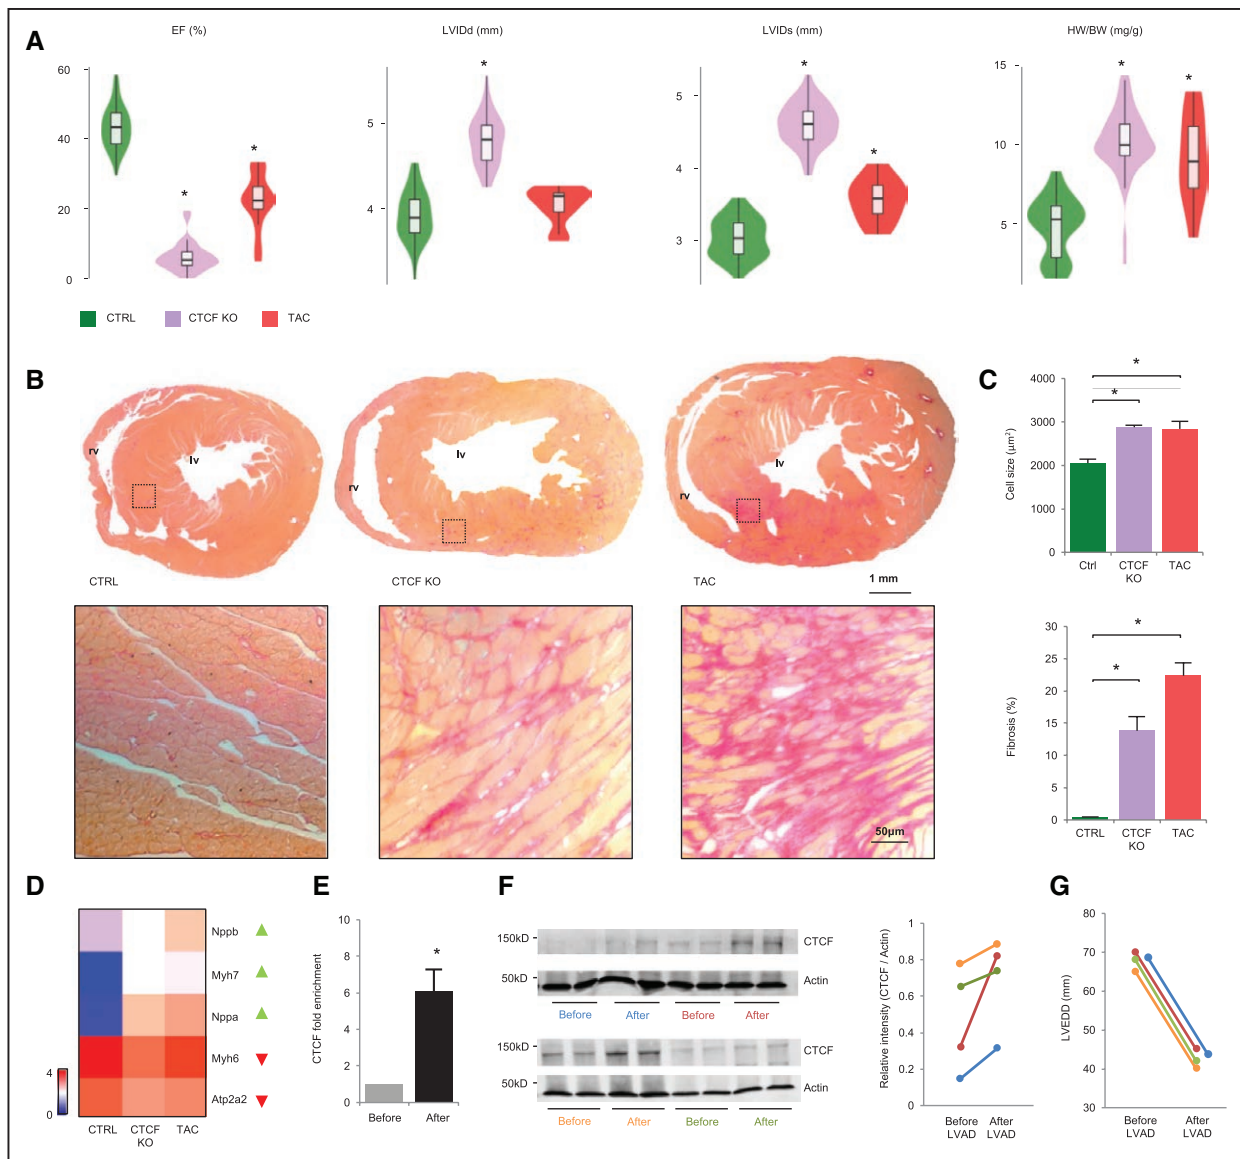 A
EF (%)
LVIDd (mm)
LVIDs (mm)
HW/BW (mg/g)
60
40
20
0
*
*
5
4
*
5
4
3
*
*
15
10
5
*
*
CTRL
CTCF KO
TAC
B
rv
lv
rv
lv
rv
lv
CTRL
CTCF KO
TAC
1 mm
50µm
C
Cell size (µm²)
4000
3000
2000
1000
0
*
*
Ctrl
CTCF
KO
TAC
Fibrosis (%)
30
25
20
15
10
5
0
*
*
CTRL
CTCF
KO
TAC
D
Nppb
Myh7
Nppa
Myh6
Atp2a2
4
0
CTRL
CTCF
KO
TAC
E
CTCF fold enrichment
10
8
6
4
2
0
*
Before
After
F
150kD
CTCF
50kD
Actin
Before
After
Before
After
150kD
CTCF
50kD
Actin
Before
After
Before
After
Relative intensity (CTCF / Actin)
1
0.8
0.6
0.4
0.2
0
Before
LVAD
After
LVAD
G
LVEDD (mm)
80
70
60
50
40
30
Before
LVAD
After
LVAD